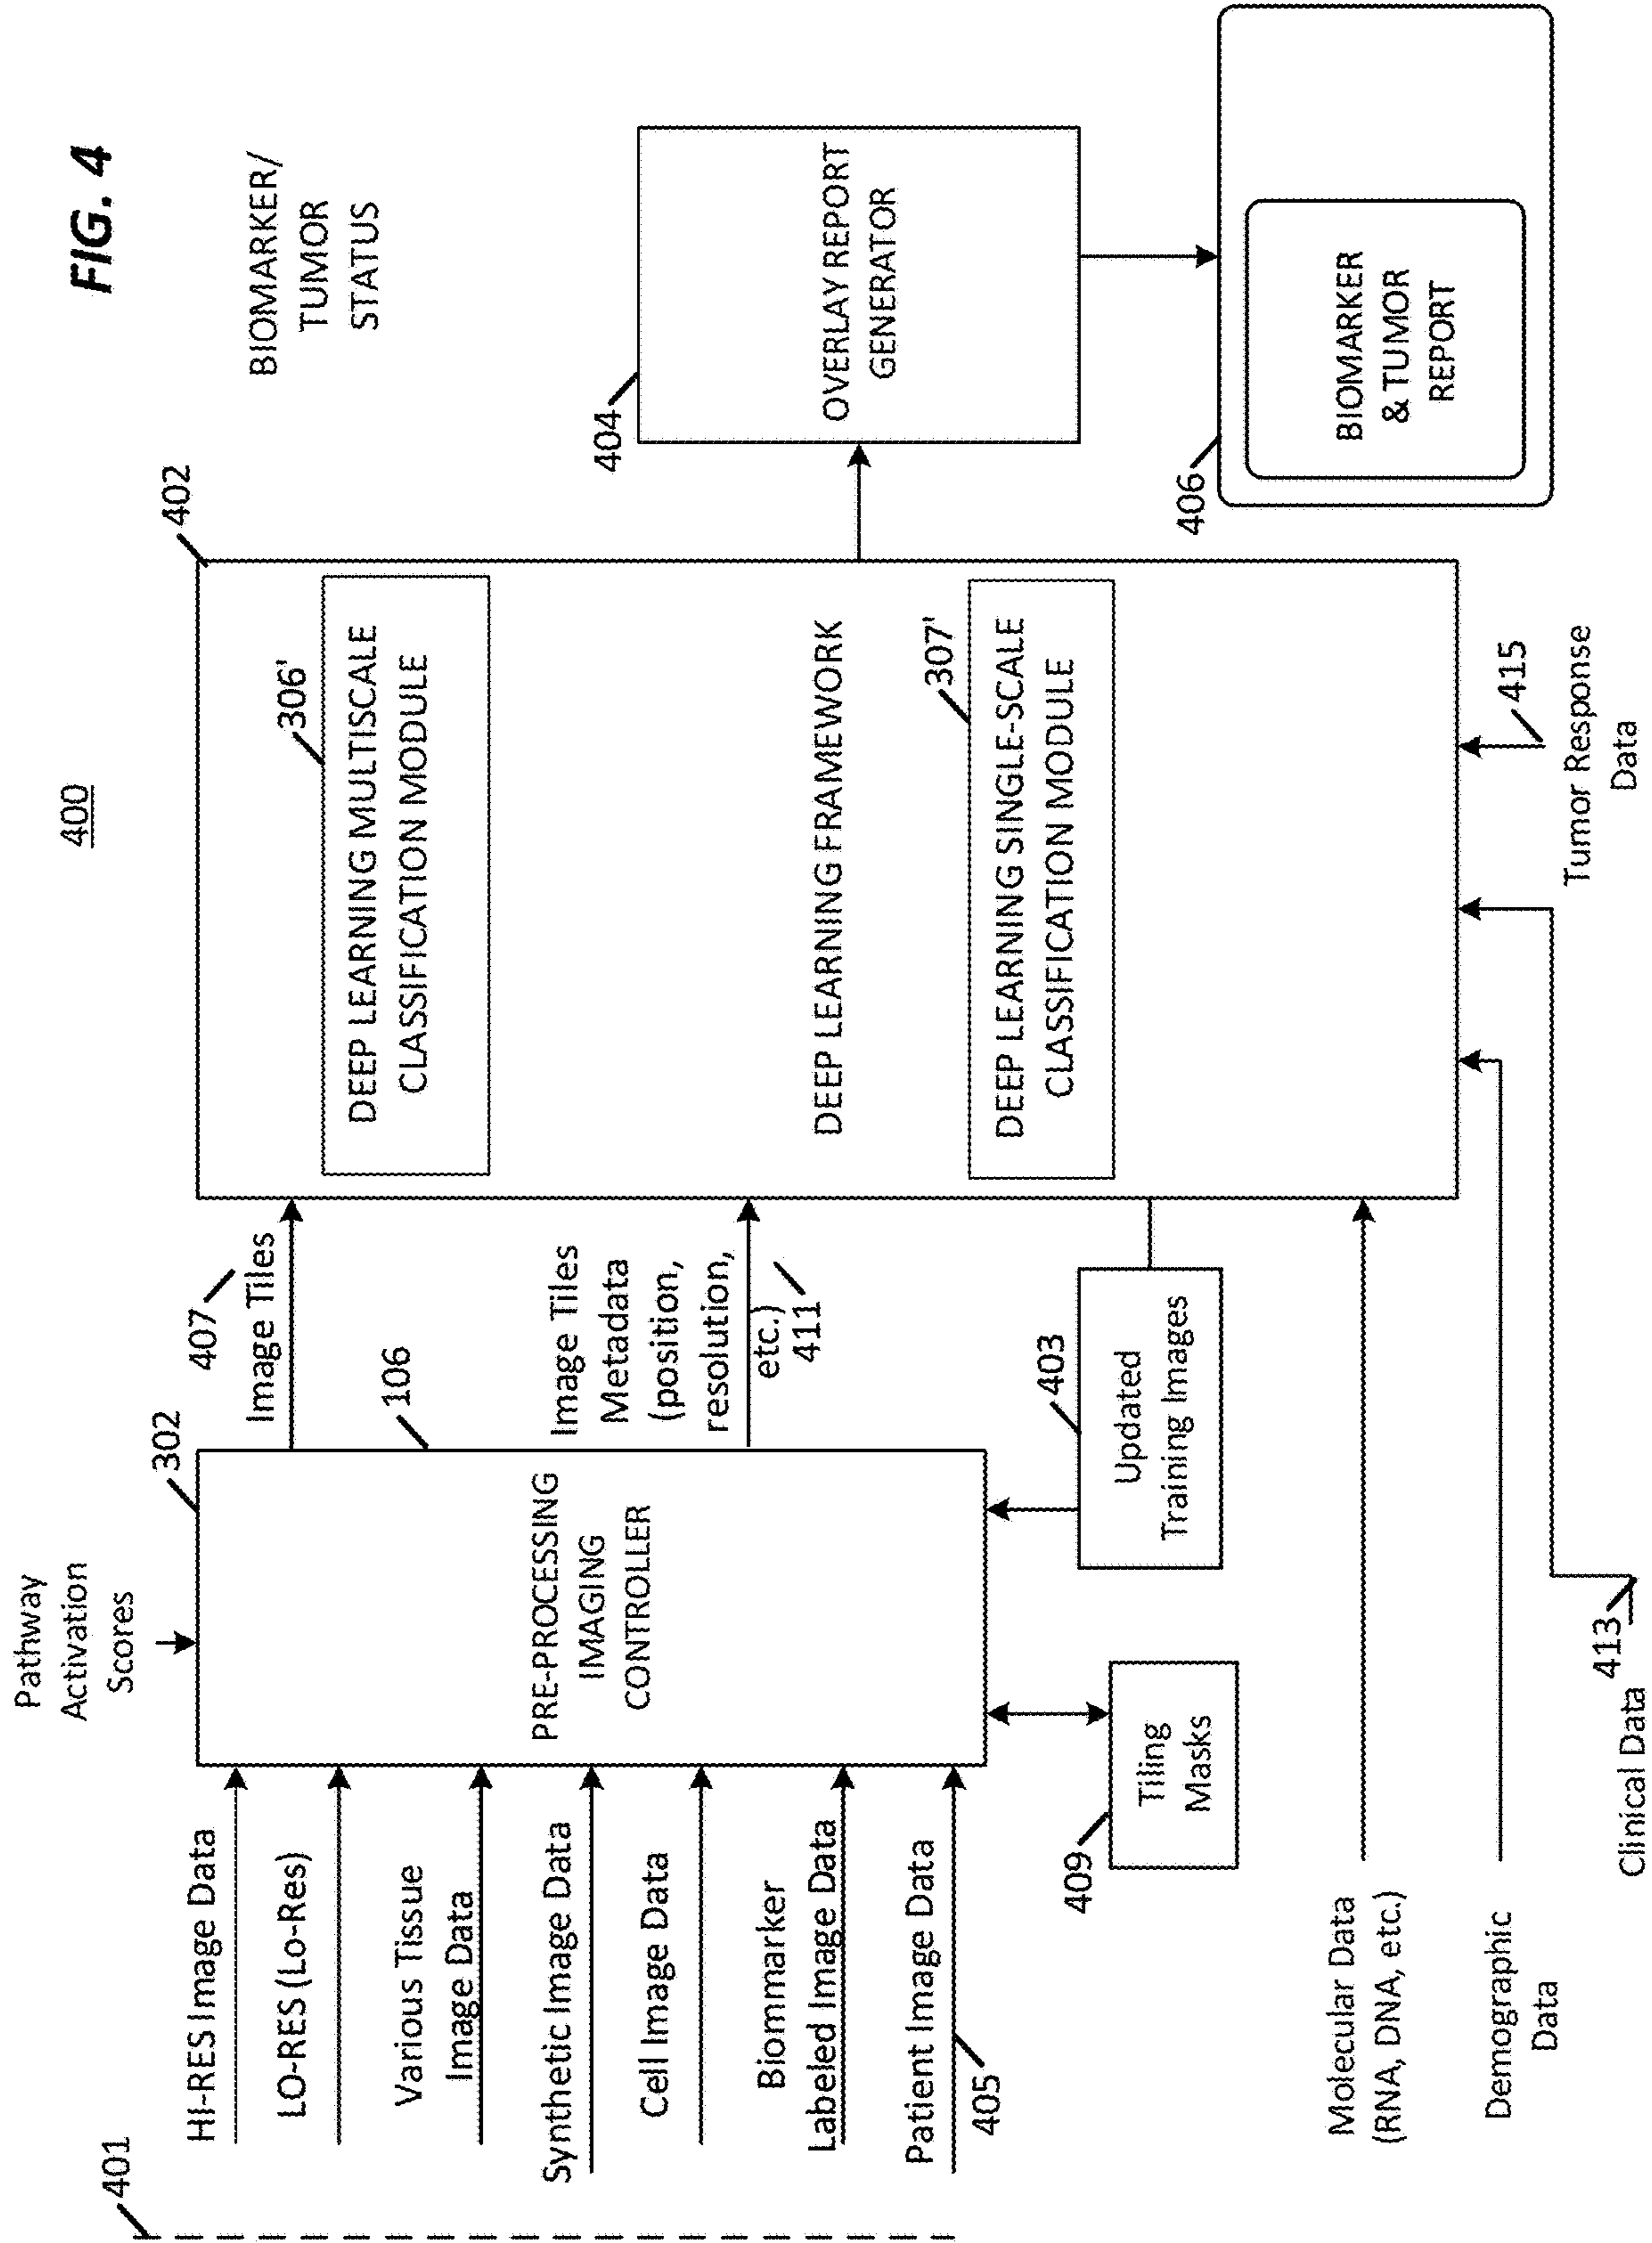 FIG. 4
400
BIOMARKER/
TUMOR
STATUS
Pathway
Activation
Scores
401
HI-RES Image Data
LO-RES (Lo-Res)
Various Tissue
Image Data
Synthetic Image Data
Cell Image Data
Biommarker
Labeled Image Data
Patient Image Data
405
302
106
PRE-PROCESSING
IMAGING
CONTROLLER
409
Tiling
Masks
403
Updated
Training Images
407
Image Tiles
Image Tiles
Metadata
(position,
resolution,
etc.)
411
402
306'
DEEP LEARNING MULTISCALE
CLASSIFICATION MODULE
DEEP LEARNING FRAMEWORK
307'
DEEP LEARNING SINGLE-SCALE
CLASSIFICATION MODULE
404
OVERLAY REPORT
GENERATOR
406
BIOMARKER
& TUMOR
REPORT
Molecular Data
(RNA, DNA, etc.)
Demographic
Data
Clinical Data
413
415
Tumor Response
Data